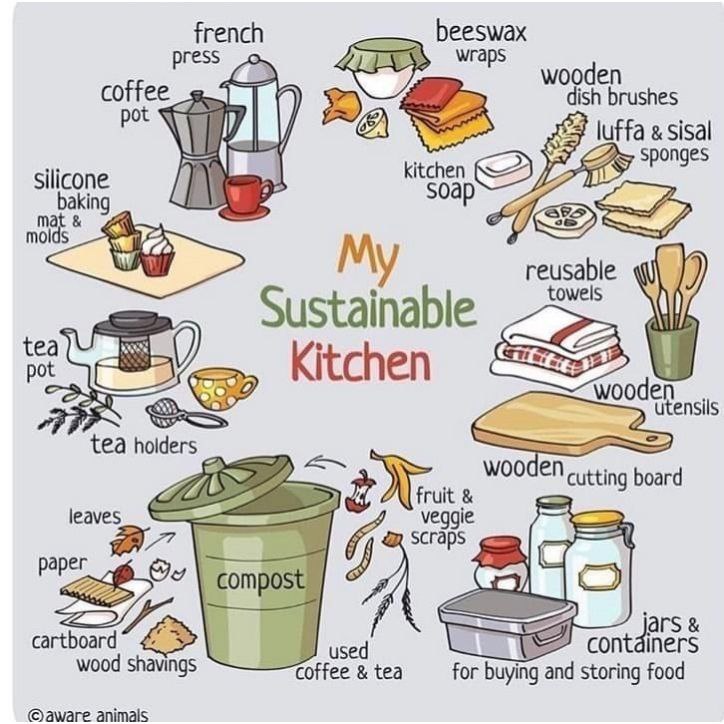 french
press
beeswax
wraps
coffee
pot
wooden
dish brushes
luffa & sisal
sponges
kitchen
soap
silicone
baking
mat &
molds
My
Sustainable
Kitchen
reusable
towels
tea
pot
wooden
utensils
tea holders
wooden cutting board
fruit &
veggie
scraps
leaves
paper
compost
cartboard
wood shavings
used
coffee & tea
jars &
containers
for buying and storing food
©aware animals